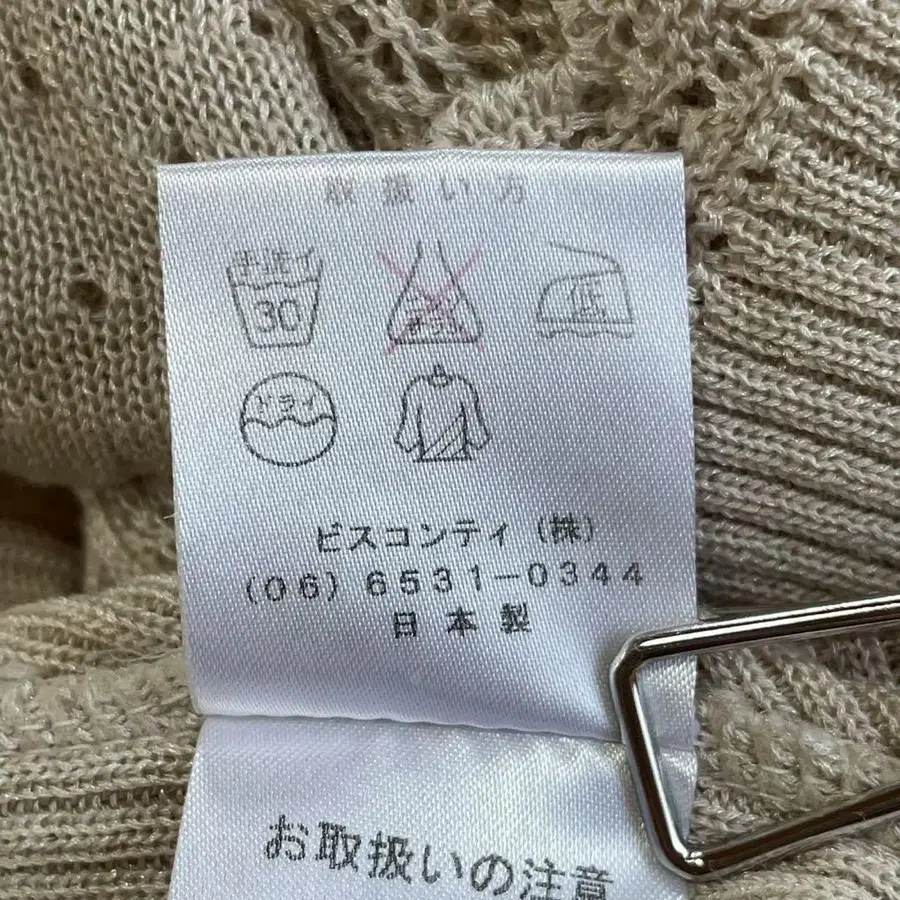 取扱い方
手洗イ 30 低
ドライ
ビスコンティ(株)
(06)6531-0344
日本製
お取扱いの注意